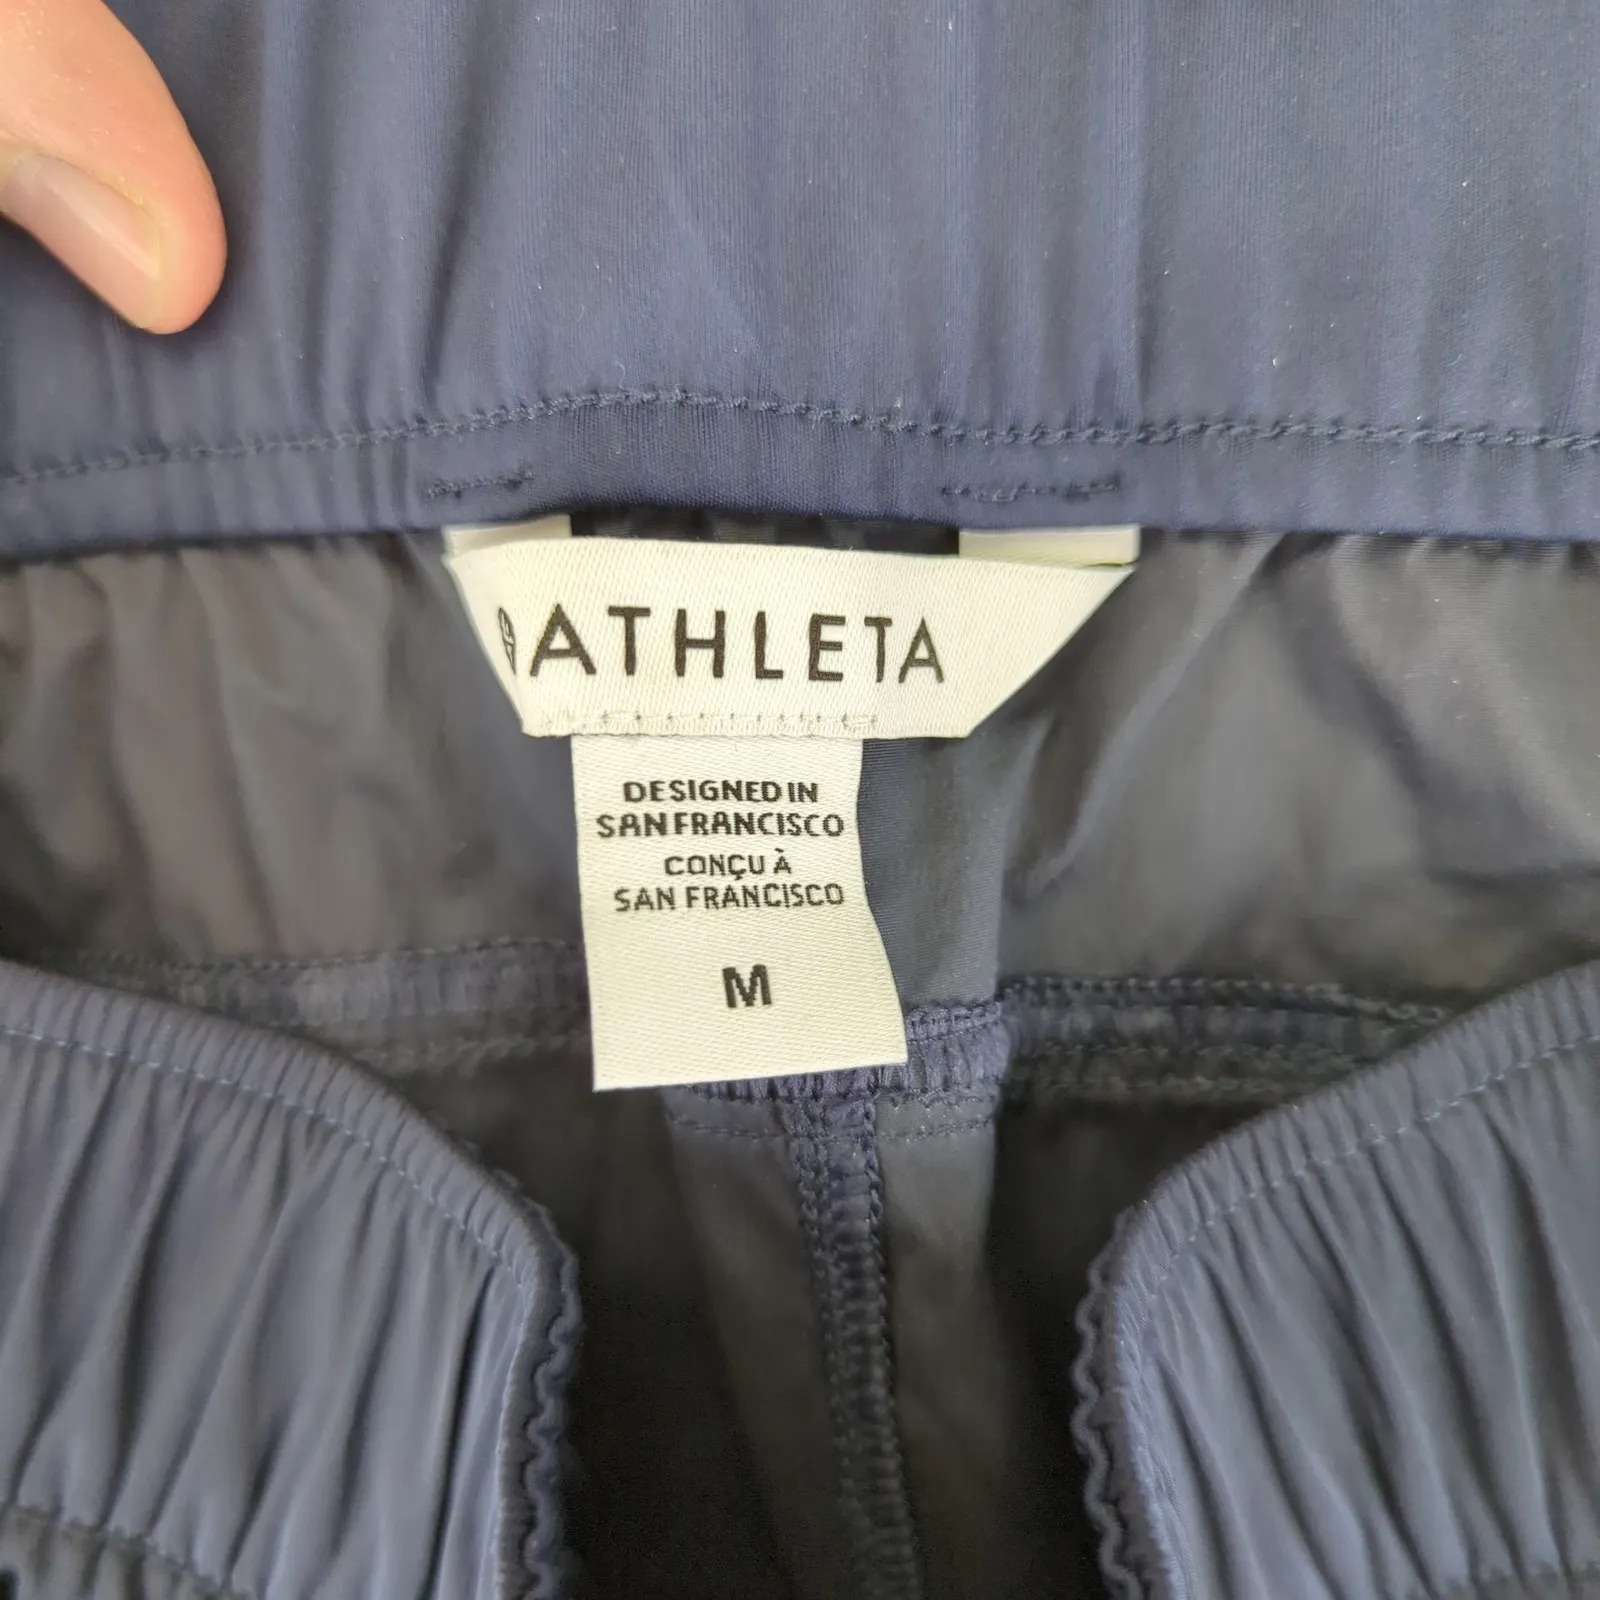 ATHLETA
DESIGNED IN
SAN FRANCISCO
CONÇU À
SAN FRANCISCO
M